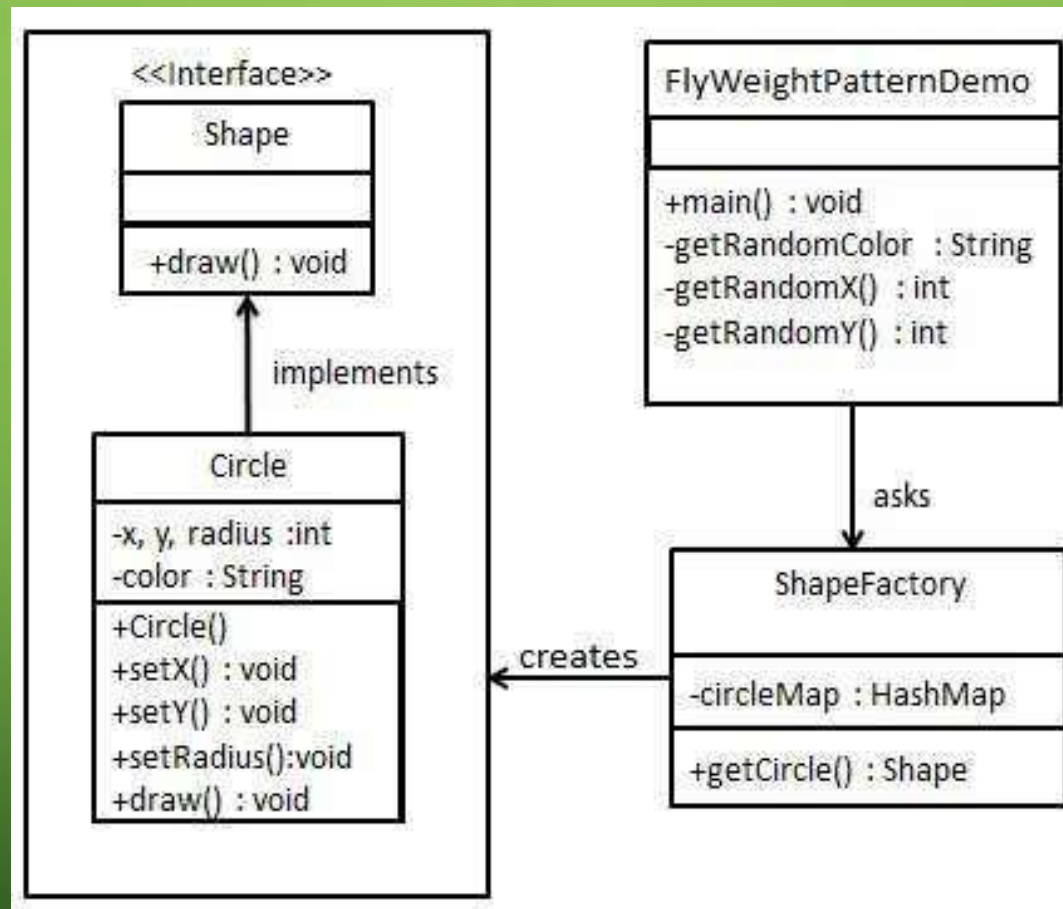 <<Interface>>
Shape
+draw() : void
implements
Circle
-x, y, radius :int
-color : String
+Circle()
+setX() : void
+setY() : void
+setRadius():void
+draw() : void
FlyWeightPatternDemo
+main() : void
-getRandomColor : String
-getRandomX() : int
-getRandomY() : int
asks
ShapeFactory
-circleMap : HashMap
+getCircle() : Shape
creates